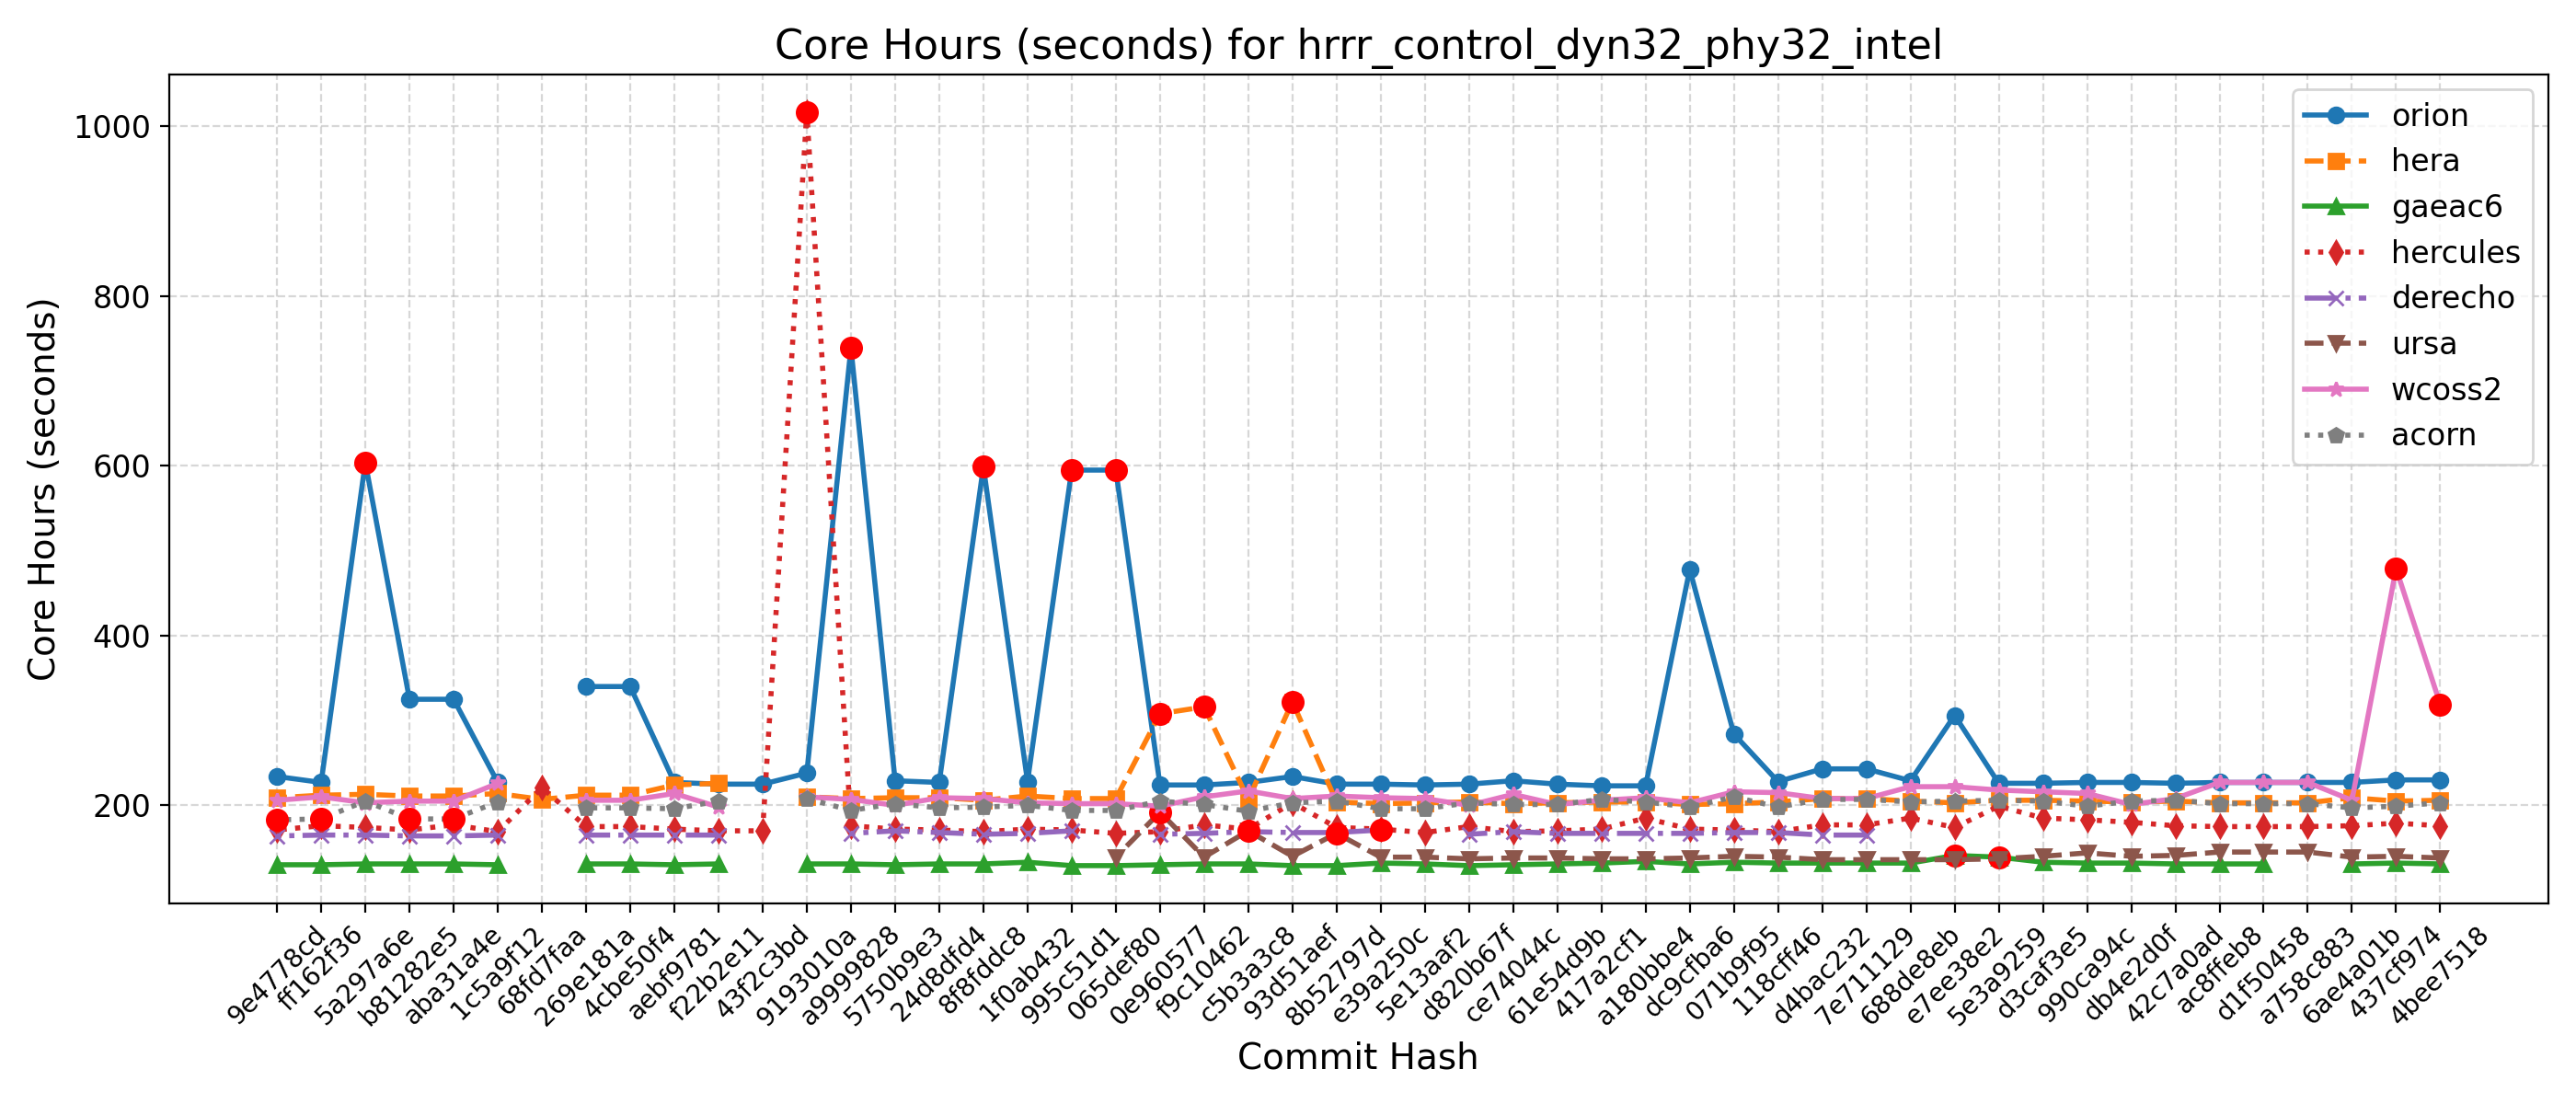 Core Hours (seconds) for hrrr_control_dyn32_phy32_intel
Core Hours (seconds)
1000
800
600
400
200
orion
hera
gaeac6
hercules
derecho
ursa
wcoss2
acorn
9e4778cd
ff162f36
5a297a6e
b81282e5
aba31a4e
1c5a9f12
68fd7faa
269e181a
4cbe50f4
aebf9781
f22b2e11
43f2c3bd
9193010a
a9999828
5750b9e3
24d8dfd4
8f8fddc8
1f0ab432
995c51d1
065def80
0e960577
f9c10462
c5b3a3c8
93d51aef
8b52797d
e39a250c
5e13aaf2
d820b67f
ce74044c
61e54d9b
417a2cf1
a180bbe4
dc9cfba6
071b9f95
118cff46
d4bac232
7e711129
688de8eb
e7ee38e2
5e3a9259
d3caf3e5
990ca94c
db4e2d0f
42c7a0ad
ac8ffeb8
d1f50458
a758c883
6ae4a01b
437cf974
4bee7518
Commit Hash